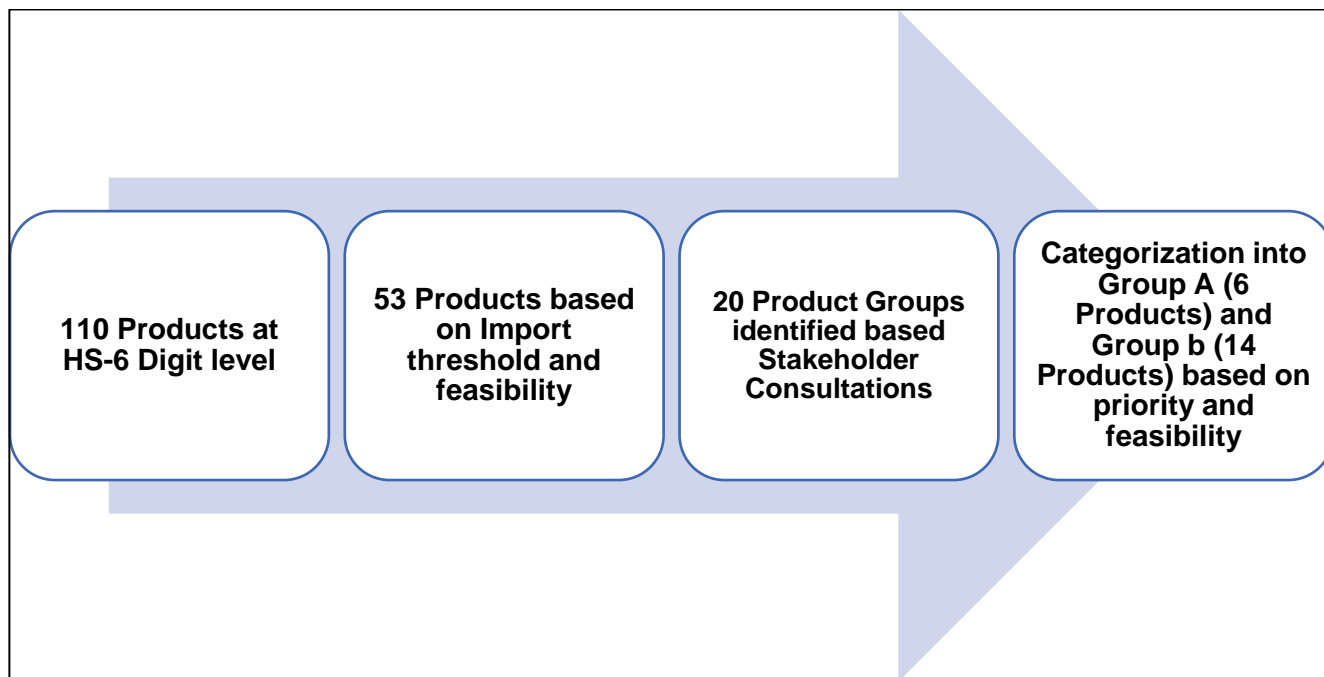 110 Products at
HS-6 Digit level
53 Products based
on Import
threshold and
feasibility
20 Product Groups
identified based
Stakeholder
Consultations
Categorization into
Group A (6
Products) and
Group b (14
Products) based on
priority and
feasibility